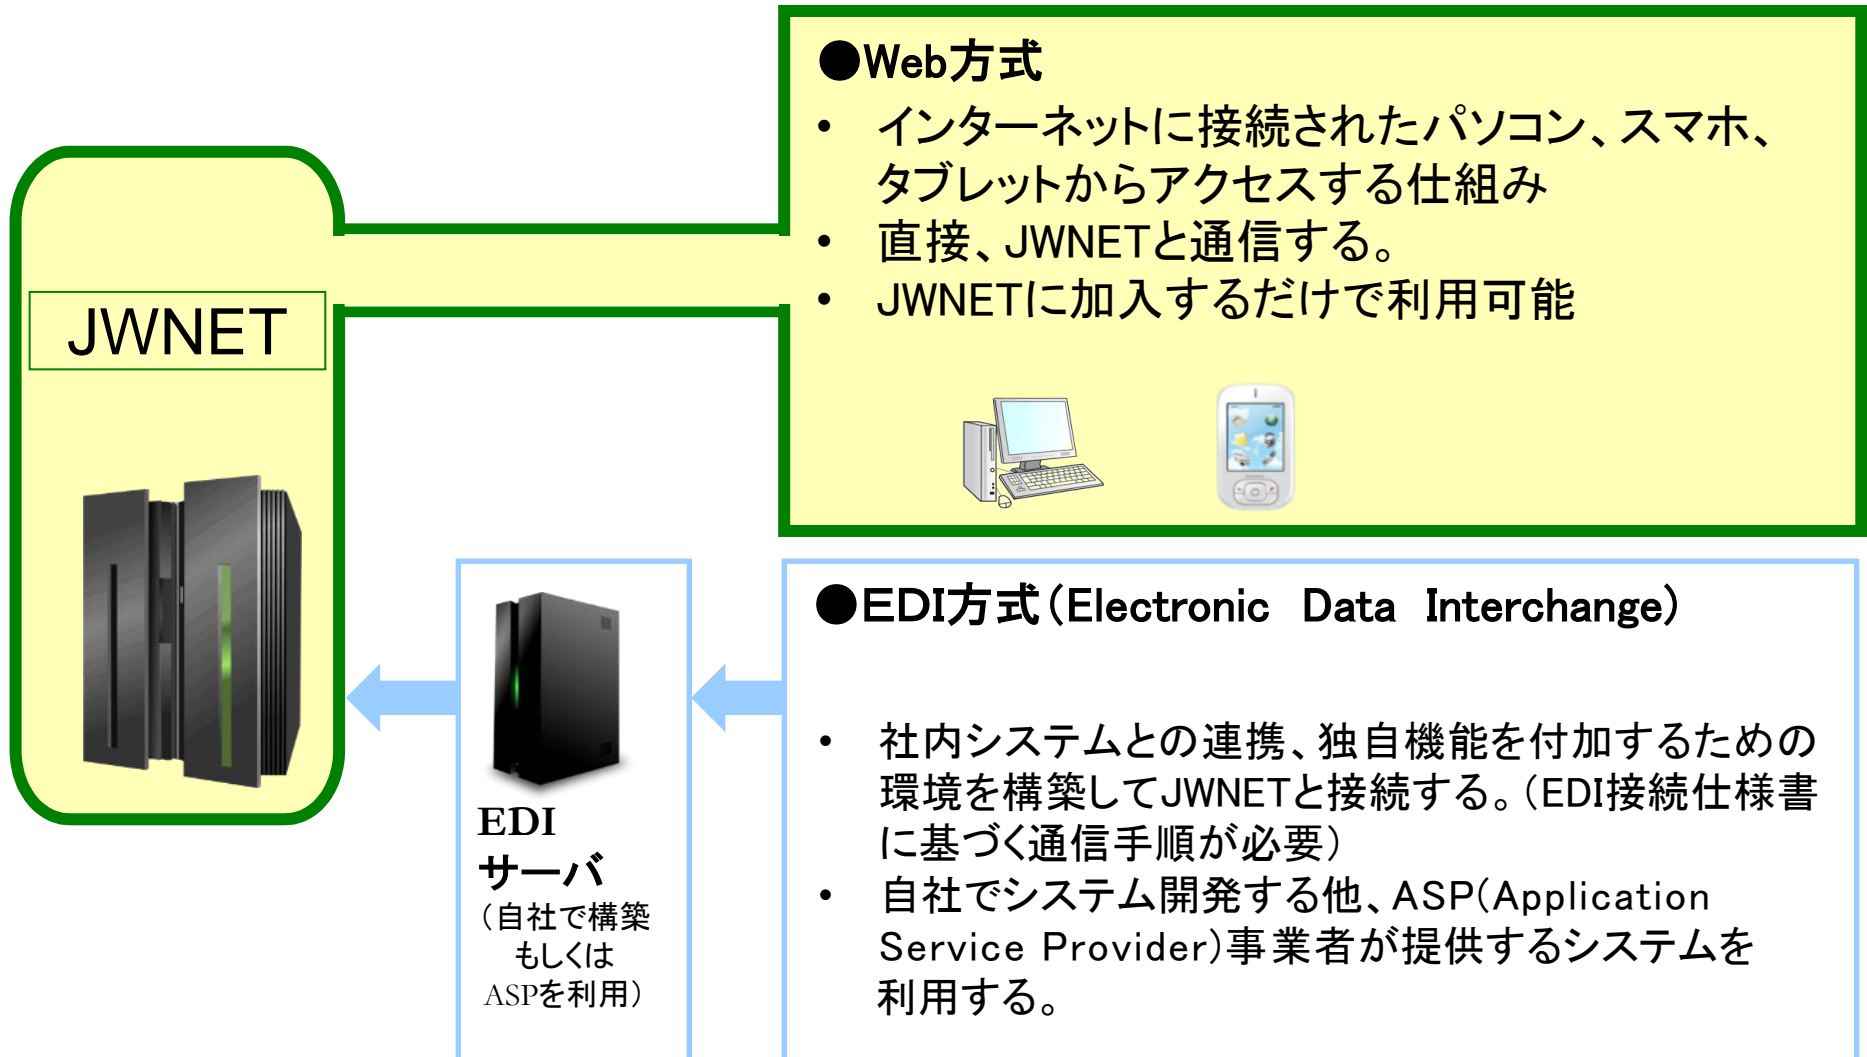 JWNET
●Web方式
• インターネットに接続されたパソコン、スマホ、
タブレットからアクセスする仕組み
• 直接、JWNETと通信する。
• JWNETに加入するだけで利用可能
EDI
サーバ
（自社で構築
もしくは
ASPを利用）
●EDI方式（Electronic　Data　Interchange）
• 社内システムとの連携、独自機能を付加するための
環境を構築してJWNETと接続する。（EDI接続仕様書
に基づく通信手順が必要）
• 自社でシステム開発する他、ASP(Application
Service Provider)事業者が提供するシステムを
利用する。